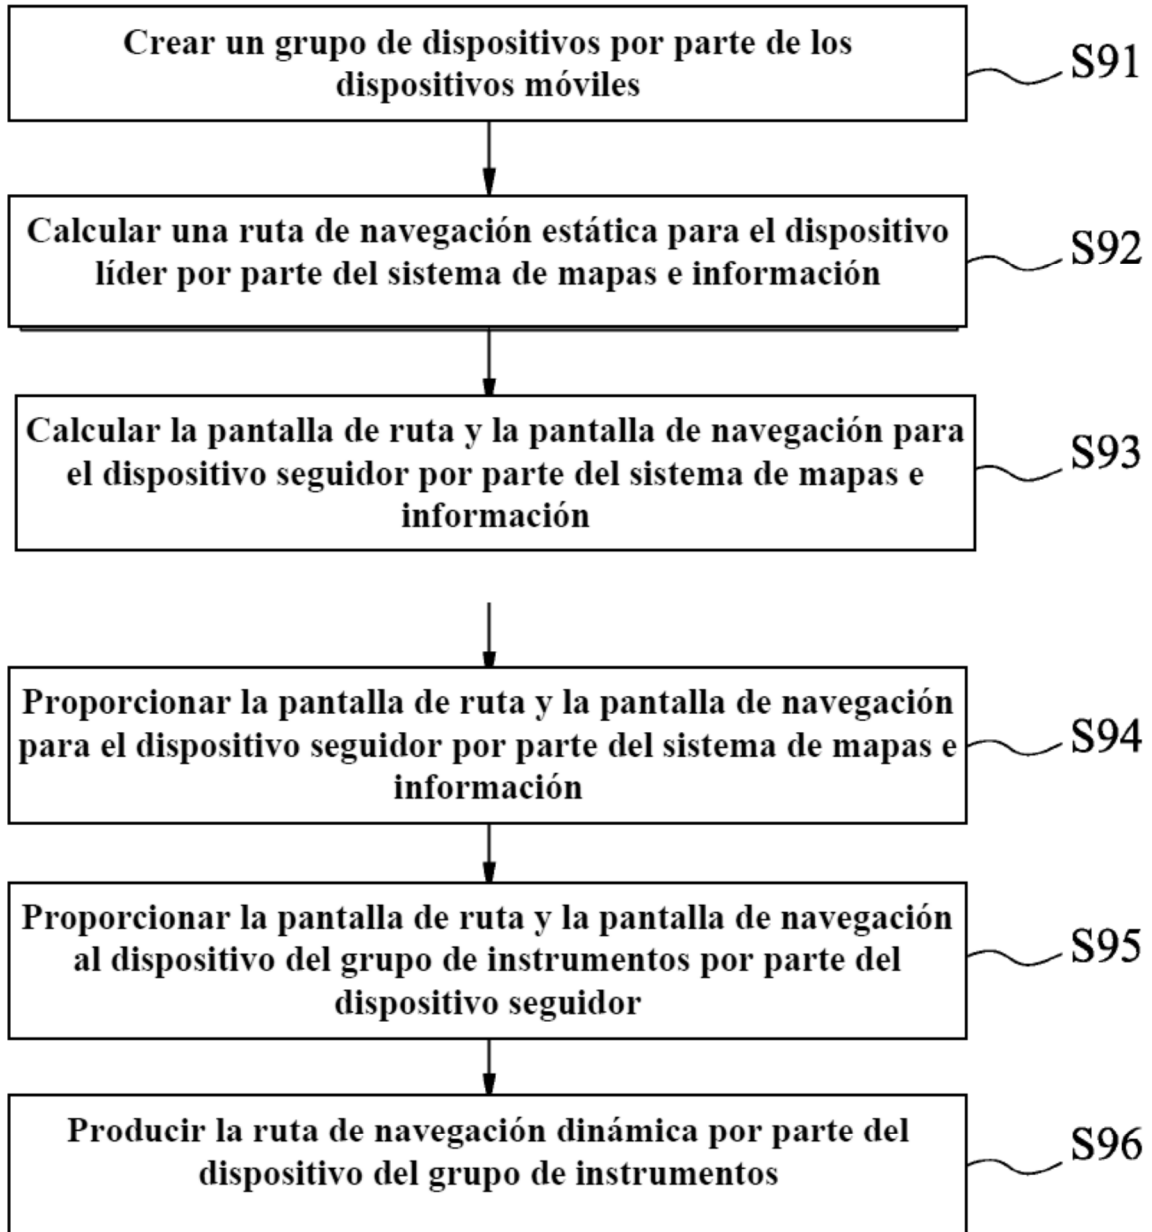 Crear un grupo de dispositivos por parte de los
dispositivos móviles
S91
Calcular una ruta de navegación estática para el dispositivo
líder por parte del sistema de mapas e información
S92
Calcular la pantalla de ruta y la pantalla de navegación para
el dispositivo seguidor por parte del sistema de mapas e
información
S93
Proporcionar la pantalla de ruta y la pantalla de navegación
para el dispositivo seguidor por parte del sistema de mapas e
información
S94
Proporcionar la pantalla de ruta y la pantalla de navegación
al dispositivo del grupo de instrumentos por parte del
dispositivo seguidor
S95
Producir la ruta de navegación dinámica por parte del
dispositivo del grupo de instrumentos
S96